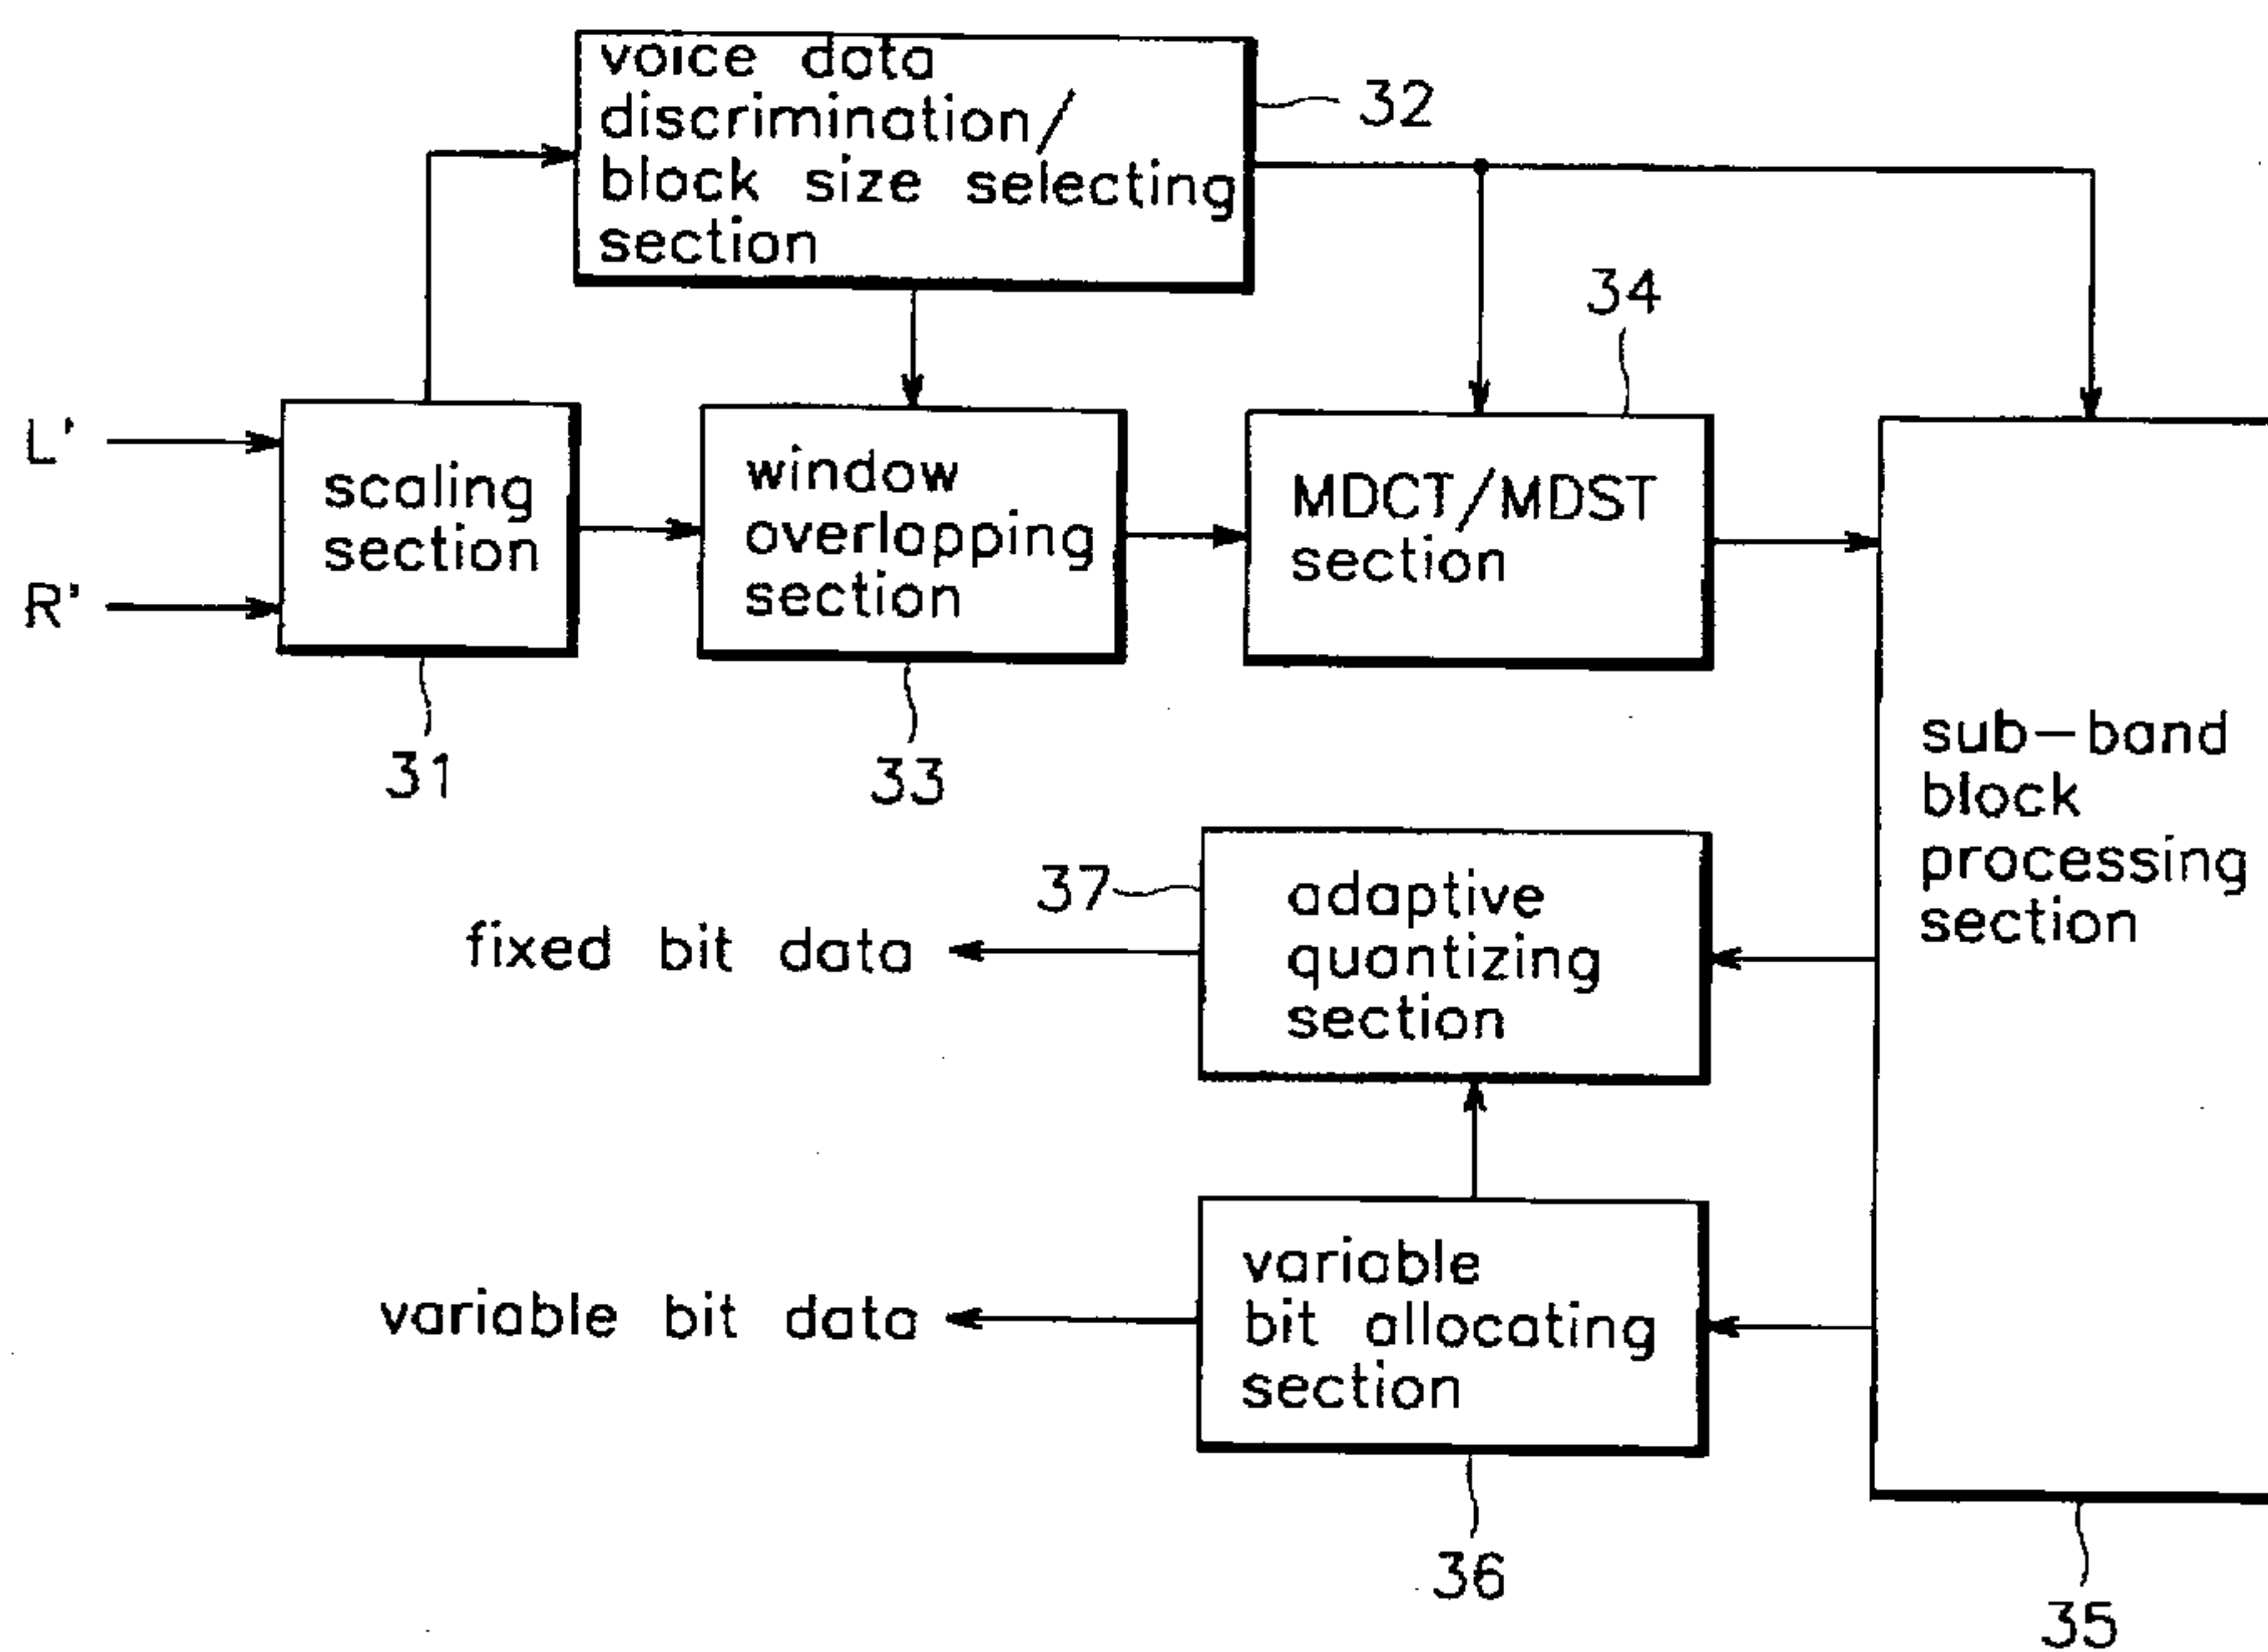 voice data
discrimination/
block size selecting
section
32
34
L'
R'
scaling
section
31
window
overlapping
section
33
MDCT/MDST
section
sub-band
block
processing
section
35
37
adaptive
quantizing
section
fixed bit data
variable
bit allocating
section
36
variable bit data